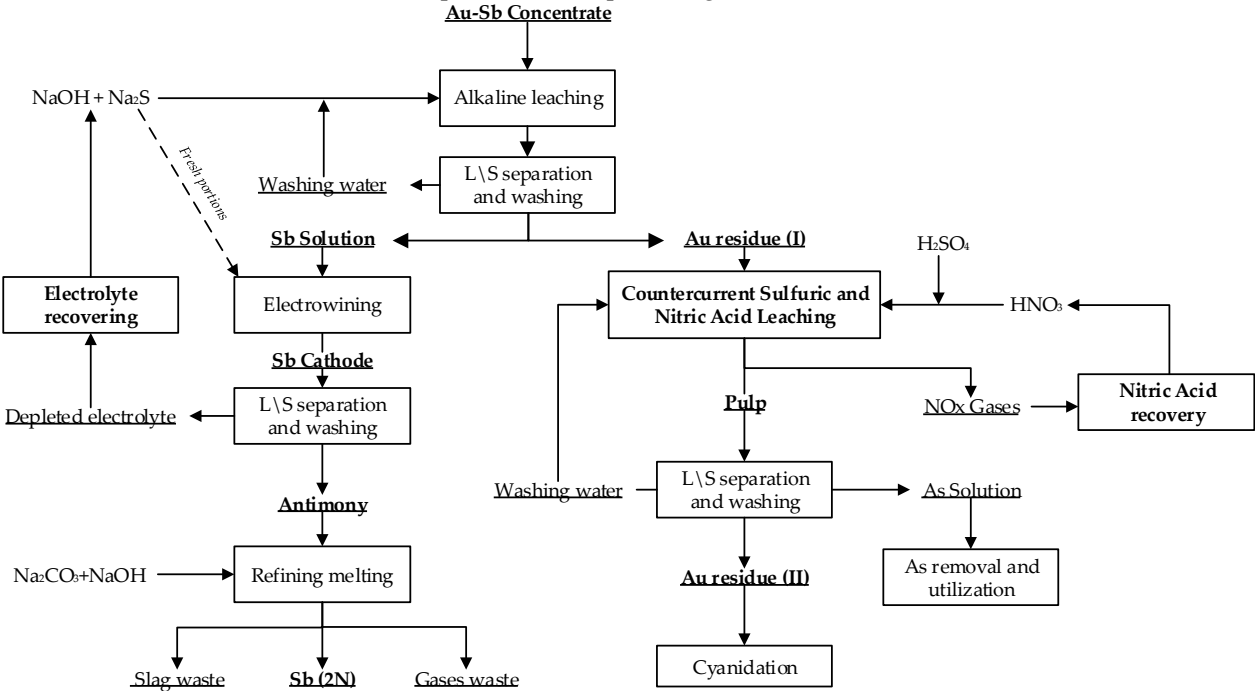 Au-Sb Concentrate
NaOH + Na₂S
Alkaline leaching
Fresh portions
Washing water
L\S separation
and washing
Sb Solution
Au residue (I)
H₂SO₄
Electrolyte
recovering
Electrowining
Countercurrent Sulfuric and
Nitric Acid Leaching
HNO₃
Sb Cathode
Depleted electrolyte
L\S separation
and washing
Pulp
NOx Gases
Nitric Acid
recovery
Antimony
Washing water
L\S separation
and washing
As Solution
Na₂CO₃+NaOH
Refining melting
Au residue (II)
As removal and
utilization
Slag waste
Sb (2N)
Gases waste
Cyanidation